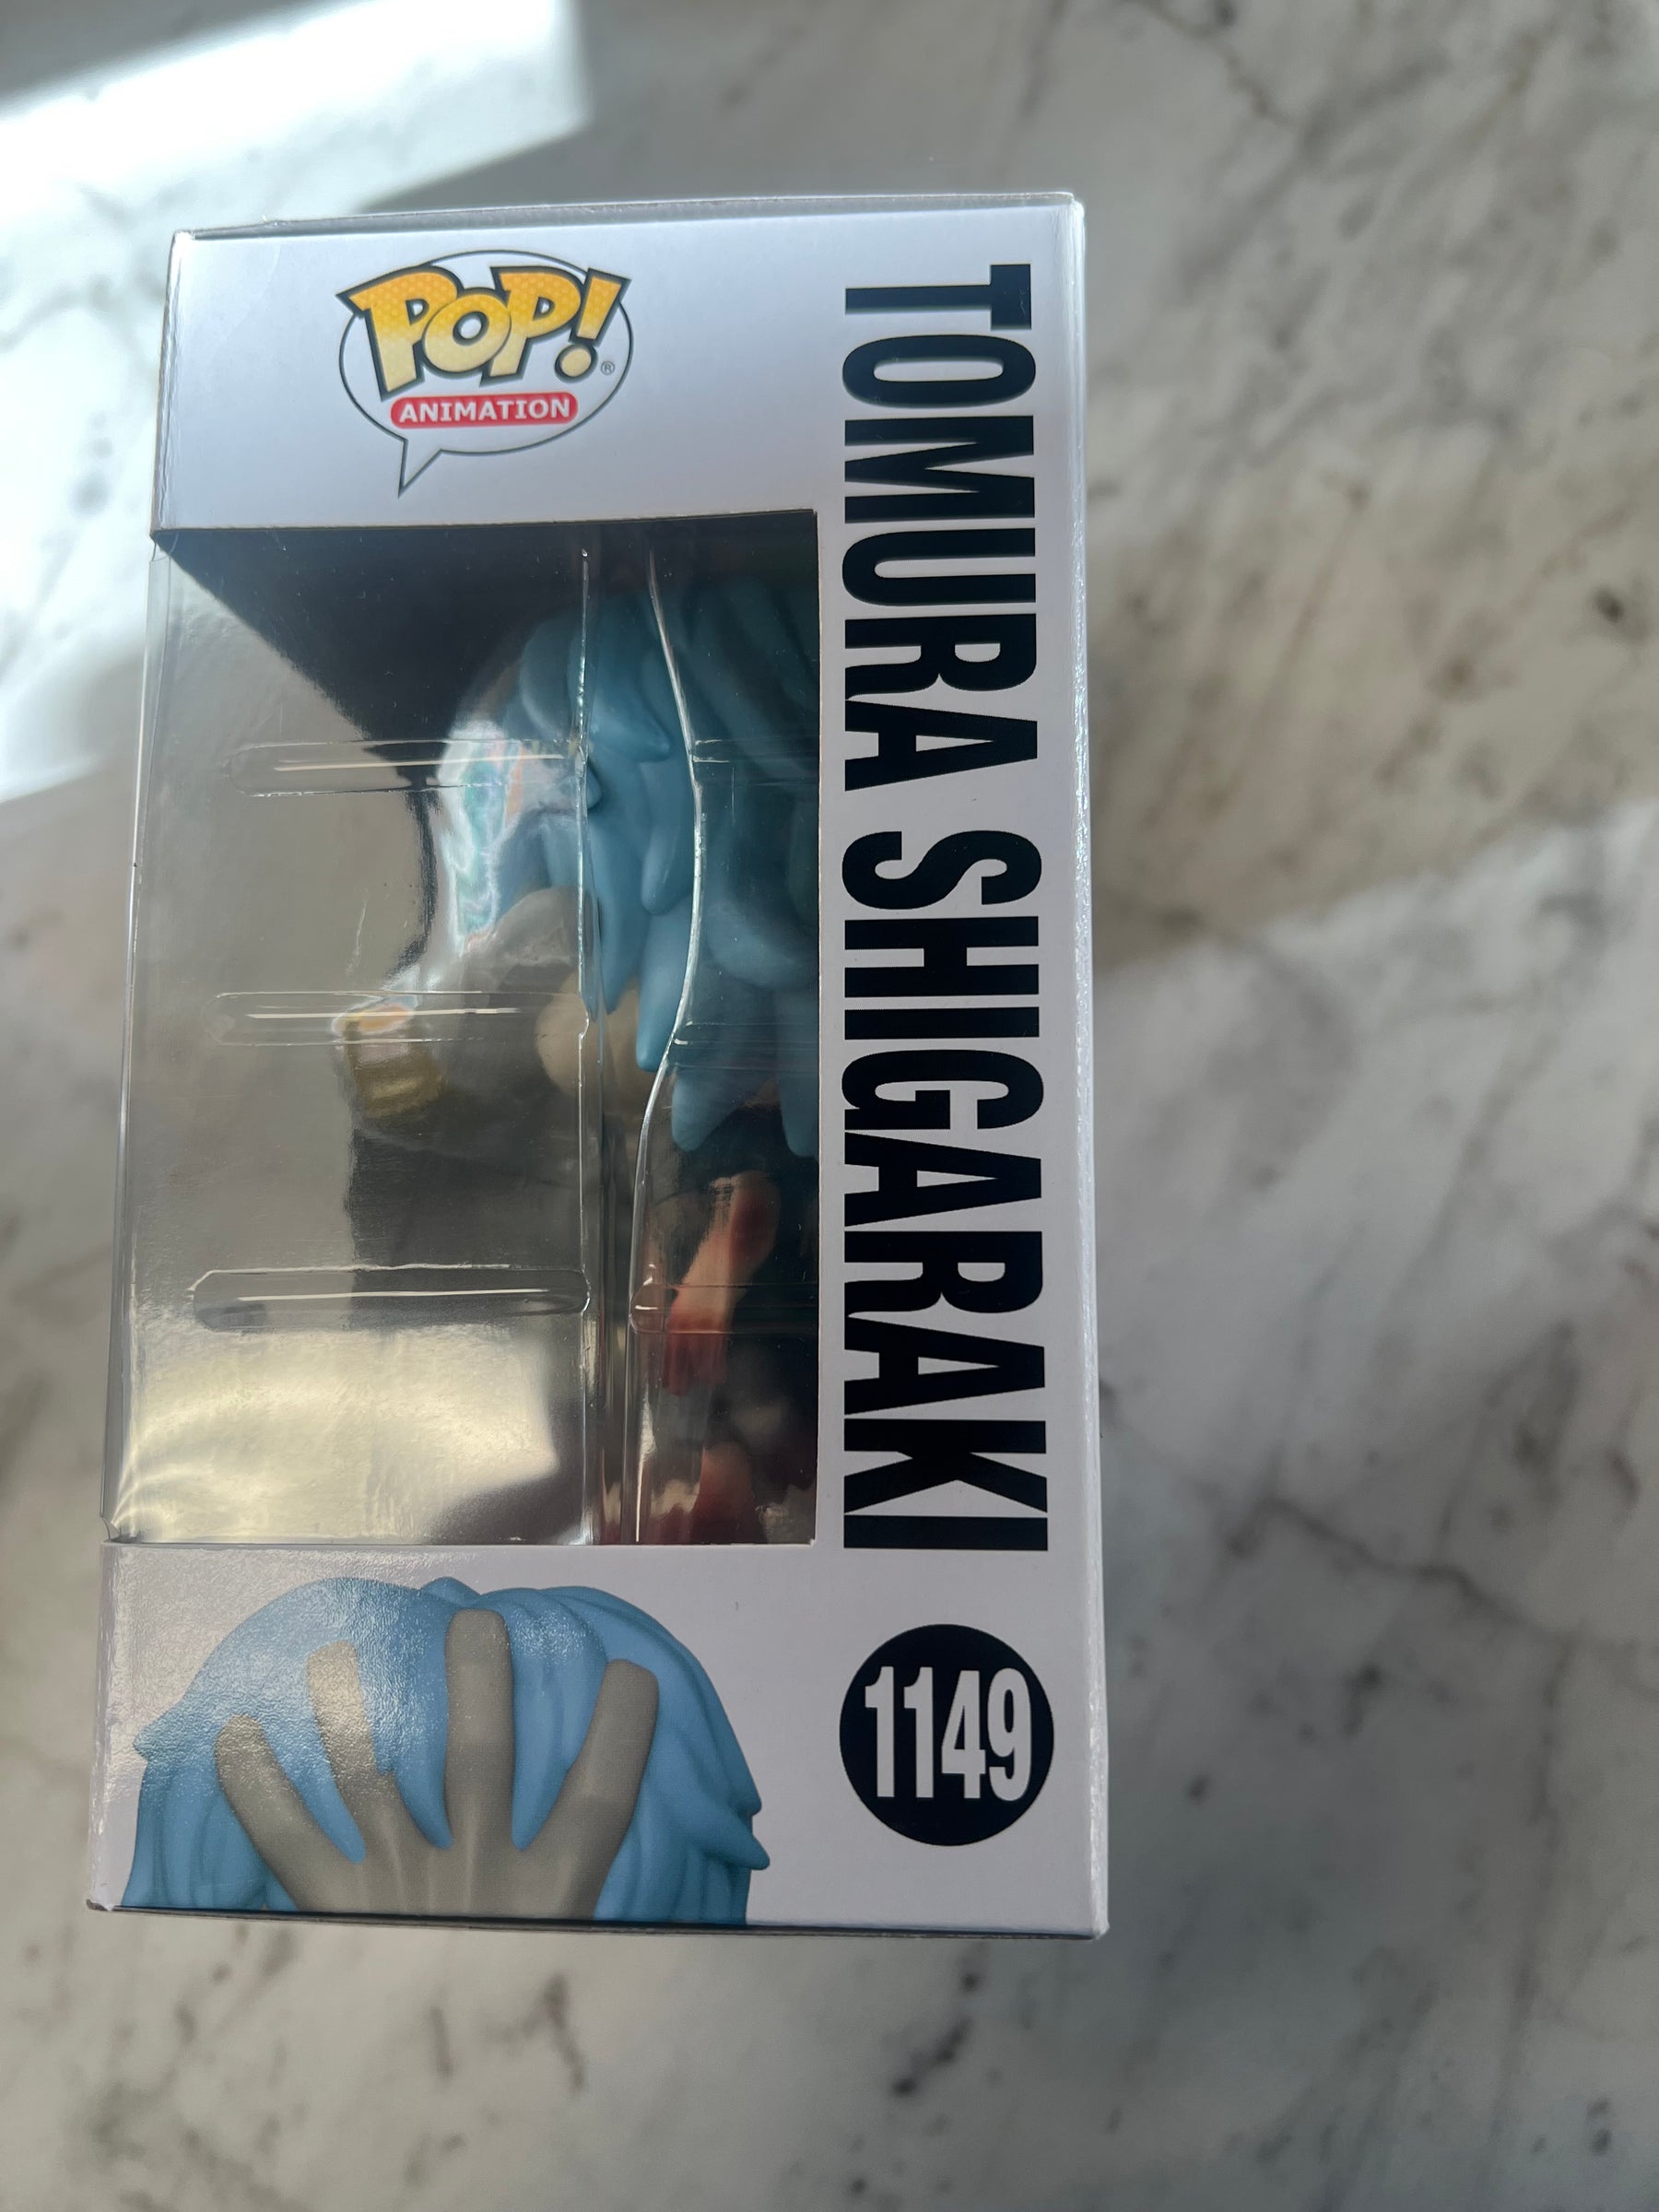 POP!
®
ANIMATION
TOMURA SHIGARAKI
1149